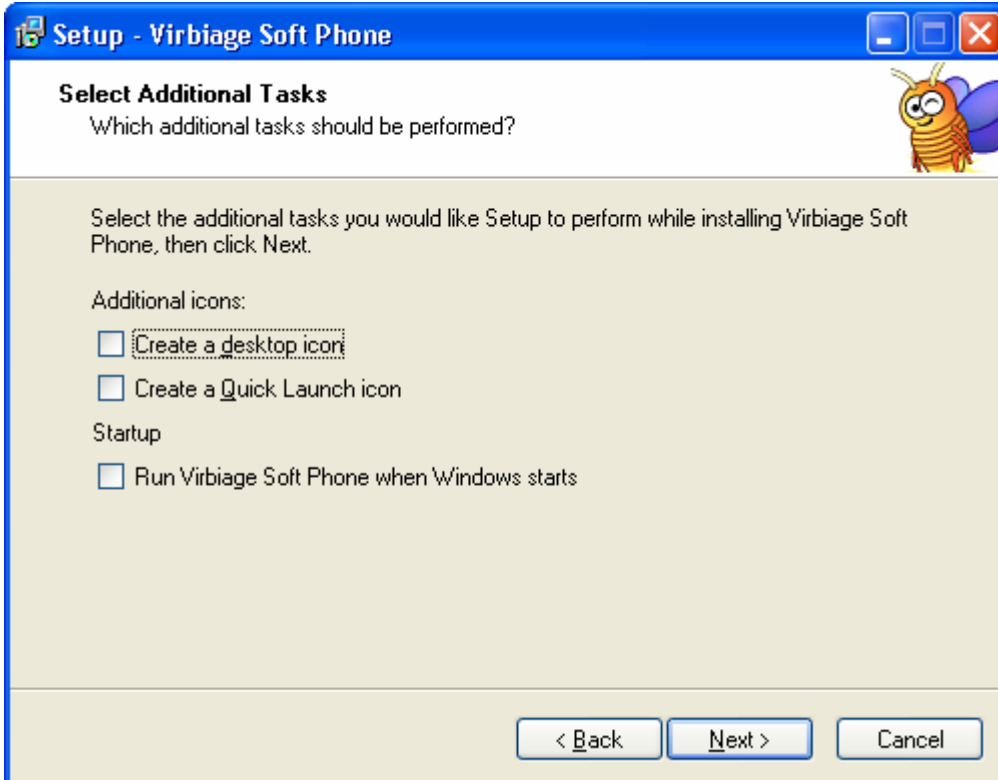 Setup - Virbiage Soft Phone
Select Additional Tasks
Which additional tasks should be performed?
Select the additional tasks you would like Setup to perform while installing Virbiage Soft
Phone, then click Next.
Additional icons:
Create a desktop icon
Create a Quick Launch icon
Startup
Run Virbiage Soft Phone when Windows starts
< Back Next > Cancel